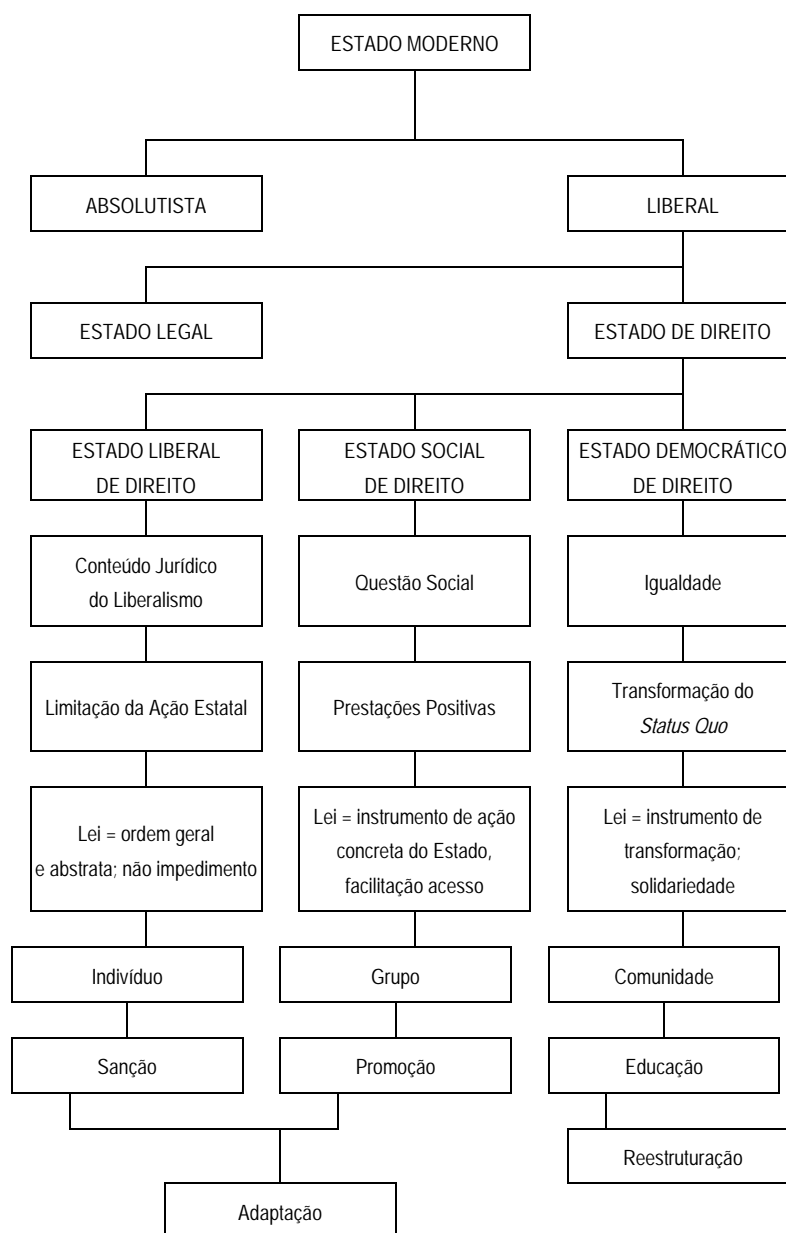 ESTADO MODERNO
ABSOLUTISTA
LIBERAL
ESTADO LEGAL
ESTADO DE DIREITO
ESTADO LIBERAL
DE DIREITO
ESTADO SOCIAL
DE DIREITO
ESTADO DEMOCRÁTICO
DE DIREITO
Conteúdo Jurídico
do Liberalismo
Questão Social
Igualdade
Limitação da Ação Estatal
Prestações Positivas
Transformação do
Status Quo
Lei = ordem geral
e abstrata; não impedimento
Lei = instrumento de ação
concreta do Estado,
facilitação acesso
Lei = instrumento de
transformação;
solidariedade
Indivíduo
Grupo
Comunidade
Sanção
Promoção
Educação
Reestruturação
Adaptação